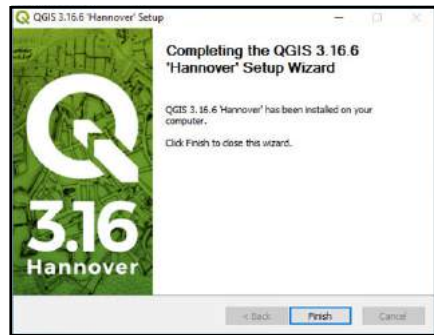 QGIS 3.16.6 'Hannover' Setup
Completing the QGIS 3.16.6
'Hannover' Setup Wizard
QGIS 3.16.6 'Hannover' has been installed on your
computer.
Click Finish to close this wizard.
3.16
Hannover
< Back Finish Cancel